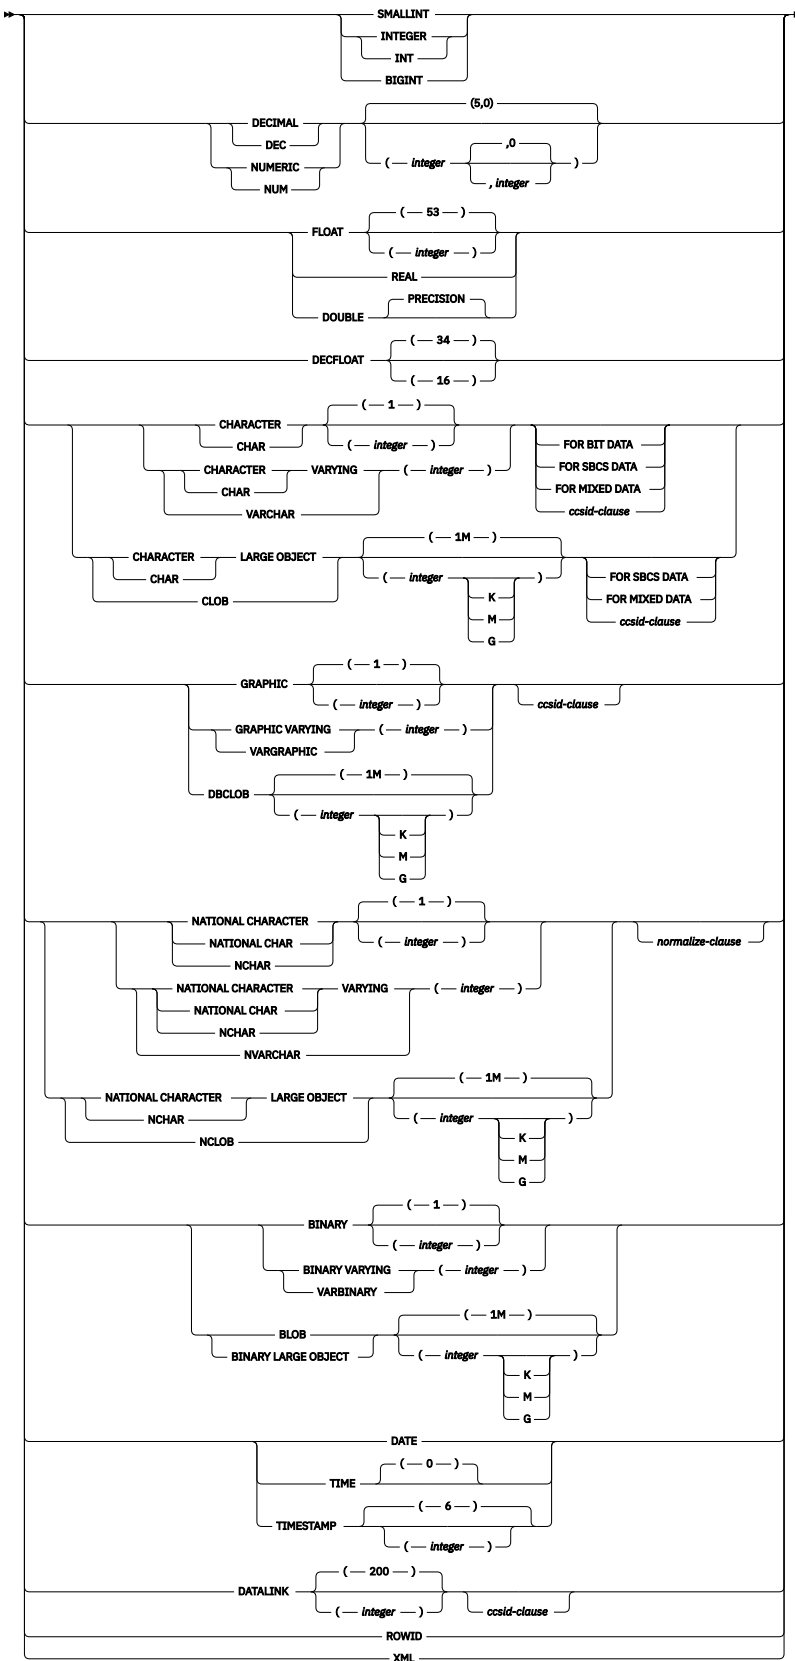 SMALLINT
INTEGER
INT
BIGINT
(5,0)
DECIMAL
DEC
,0
NUMERIC
( integer )
NUM
, integer
( 53 )
FLOAT
( integer )
REAL
PRECISION
DOUBLE
( 34 )
DECFLOAT
( 16 )
( 1 )
CHARACTER
CHAR
( integer )
FOR BIT DATA
CHARACTER VARYING ( integer )
FOR SBCS DATA
CHAR
FOR MIXED DATA
VARCHAR
ccsid-clause
( 1M )
CHARACTER LARGE OBJECT
CHAR
( integer )
FOR SBCS DATA
K
CLOB
FOR MIXED DATA
M
ccsid-clause
G
( 1 )
GRAPHIC
( integer )
ccsid-clause
GRAPHIC VARYING ( integer )
VARGRAPHIC
( 1M )
DBCLOB
( integer )
K
M
G
( 1 )
NATIONAL CHARACTER
NATIONAL CHAR
( integer )
normalize-clause
NCHAR
NATIONAL CHARACTER VARYING ( integer )
NATIONAL CHAR
NCHAR
NVARCHAR
( 1M )
NATIONAL CHARACTER LARGE OBJECT
NCHAR
( integer )
K
NCLOB
M
G
( 1 )
BINARY
( integer )
BINARY VARYING ( integer )
VARBINARY
( 1M )
BLOB
BINARY LARGE OBJECT
( integer )
K
M
G
DATE
( 0 )
TIME
( 6 )
TIMESTAMP
( integer )
( 200 )
DATALINK
( integer )
ccsid-clause
ROWID
XML